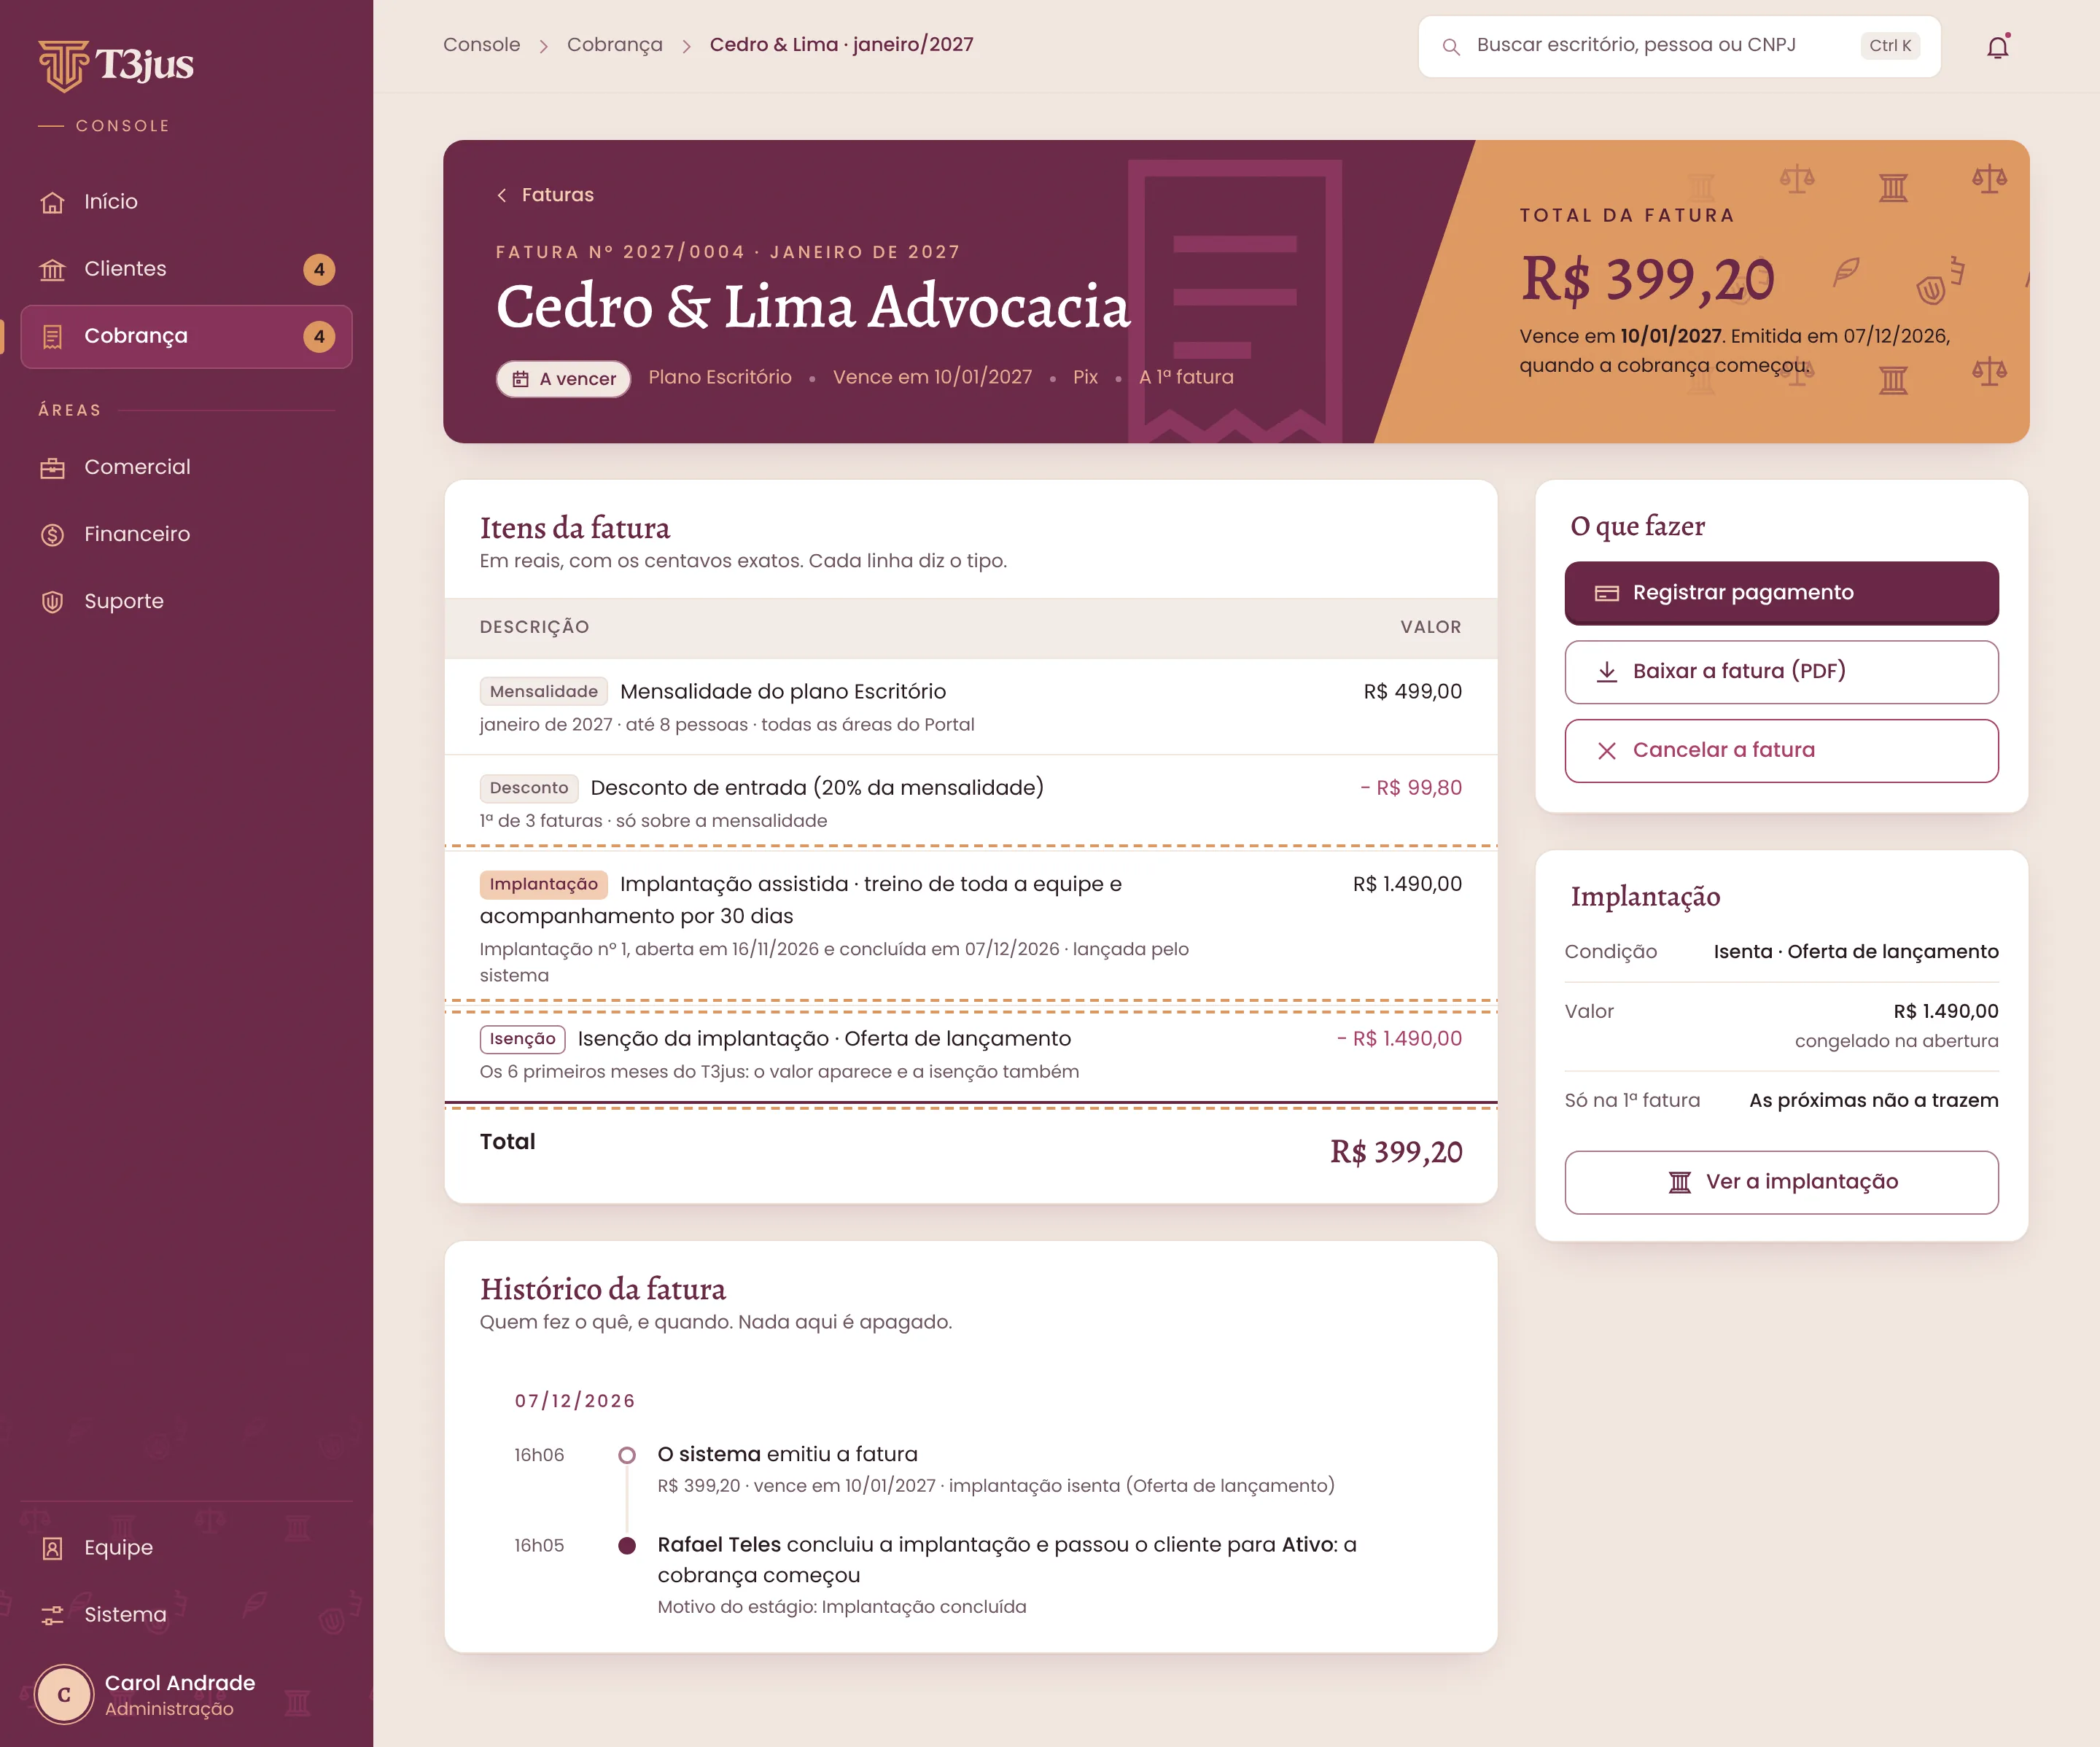 T3jus
CONSOLE
Início
Clientes 4
Cobrança 4
ÁREAS
Comercial
Financeiro
Suporte
Equipe
Sistema
C
Carol Andrade
Administração
Console > Cobrança > Cedro & Lima · janeiro/2027
Buscar escritório, pessoa ou CNPJ Ctrl K
Faturas
FATURA Nº 2027/0004 · JANEIRO DE 2027
Cedro & Lima Advocacia
A vencer Plano Escritório • Vence em 10/01/2027 • Pix • A 1ª fatura
TOTAL DA FATURA
R$ 399,20
Vence em 10/01/2027. Emitida em 07/12/2026,
quando a cobrança começou.
Itens da fatura
Em reais, com os centavos exatos. Cada linha diz o tipo.
DESCRIÇÃO VALOR
Mensalidade Mensalidade do plano Escritório R$ 499,00
janeiro de 2027 · até 8 pessoas · todas as áreas do Portal
Desconto Desconto de entrada (20% da mensalidade) − R$ 99,80
1ª de 3 faturas · só sobre a mensalidade
Implantação Implantação assistida · treino de toda a equipe e R$ 1.490,00
acompanhamento por 30 dias
Implantação nº 1, aberta em 16/11/2026 e concluída em 07/12/2026 · lançada pelo
sistema
Isenção Isenção da implantação · Oferta de lançamento − R$ 1.490,00
Os 6 primeiros meses do T3jus: o valor aparece e a isenção também
Total R$ 399,20
O que fazer
Registrar pagamento
Baixar a fatura (PDF)
Cancelar a fatura
Implantação
Condição Isenta · Oferta de lançamento
Valor R$ 1.490,00
congelado na abertura
Só na 1ª fatura As próximas não a trazem
Ver a implantação
Histórico da fatura
Quem fez o quê, e quando. Nada aqui é apagado.
07/12/2026
16h06 O sistema emitiu a fatura
R$ 399,20 · vence em 10/01/2027 · implantação isenta (Oferta de lançamento)
16h05 Rafael Teles concluiu a implantação e passou o cliente para Ativo: a
cobrança começou
Motivo do estágio: Implantação concluída